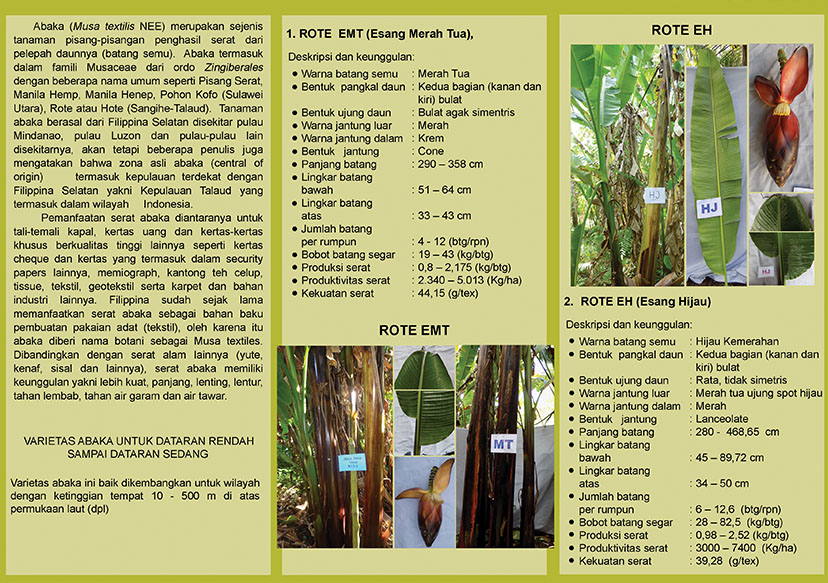 Abaka (Musa textilis NEE) merupakan sejenis
tanaman pisang-pisangan penghasil serat dari
pelepah daunnya (batang semu). Abaka termasuk
dalam famili Musaceae dari ordo Zingiberales
dengan beberapa nama umum seperti Pisang Serat,
Manila Hemp, Manila Henep, Pohon Kofo (Sulawei
Utara), Rote atau Hote (Sangihe-Talaud). Tanaman
abaka berasal dari Filippina Selatan disekitar pulau
Mindanao, pulau Luzon dan pulau-pulau lain
disekitarnya, akan tetapi beberapa penulis juga
mengatakan bahwa zona asli abaka (central of
origin) termasuk kepulauan terdekat dengan
Filippina Selatan yakni Kepulauan Talaud yang
termasuk dalam wilayah Indonesia.
Pemanfaatan serat abaka diantaranya untuk
tali-temali kapal, kertas uang dan kertas-kertas
khusus berkualitas tinggi lainnya seperti kertas
cheque dan kertas yang termasuk dalam security
papers lainnya, memiograph, kantong teh celup,
tissue, tekstil, geotekstil serta karpet dan bahan
industri lainnya. Filippina sudah sejak lama
memanfaatkan serat abaka sebagai bahan baku
pembuatan pakaian adat (tekstil), oleh karena itu
abaka diberi nama botani sebagai Musa textiles.
Dibandingkan dengan serat alam lainnya (yute,
kenaf, sisal dan lainnya), serat abaka memiliki
keunggulan yakni lebih kuat, panjang, lenting, lentur,
tahan lembab, tahan air garam dan air tawar.
VARIETAS ABAKA UNTUK DATARAN RENDAH
SAMPAI DATARAN SEDANG
Varietas abaka ini baik dikembangkan untuk wilayah
dengan ketinggian tempat 10 - 500 m di atas
permukaan laut (dpl)
1. ROTE EMT (Esang Merah Tua),
Deskripsi dan keunggulan:
• Warna batang semu : Merah Tua
• Bentuk pangkal daun : Kedua bagian (kanan dan
kiri) bulat
• Bentuk ujung daun : Bulat agak simentris
• Warna jantung luar : Merah
• Warna jantung dalam : Krem
• Bentuk jantung : Cone
• Panjang batang : 290 – 358 cm
• Lingkar batang
bawah : 51 – 64 cm
• Lingkar batang
atas : 33 – 43 cm
• Jumlah batang
per rumpun : 4 - 12 (btg/rpn)
• Bobot batang segar : 19 – 43 (kg/btg)
• Produksi serat : 0,8 – 2,175 (kg/btg)
• Produktivitas serat : 2.340 – 5.013 (Kg/ha)
• Kekuatan serat : 44,15 (g/tex)
ROTE EMT
MT
ROTE EH
HJ
HJ
HJ
2. ROTE EH (Esang Hijau)
Deskripsi dan keunggulan:
• Warna batang semu : Hijau Kemerahan
• Bentuk pangkal daun : Kedua bagian (kanan dan
kiri) bulat
• Bentuk ujung daun : Rata, tidak simetris
• Warna jantung luar : Merah tua ujung spot hijau
• Warna jantung dalam : Merah
• Bentuk jantung : Lanceolate
• Panjang batang : 280 - 468,65 cm
• Lingkar batang
bawah : 45 – 89,72 cm
• Lingkar batang
atas : 34 – 50 cm
• Jumlah batang
per rumpun : 6 – 12,6 (btg/rpn)
• Bobot batang segar : 28 – 82,5 (kg/btg)
• Produksi serat : 0,98 – 2,52 (kg/btg)
• Produktivitas serat : 3000 – 7400 (Kg/ha)
• Kekuatan serat : 39,28 (g/tex)